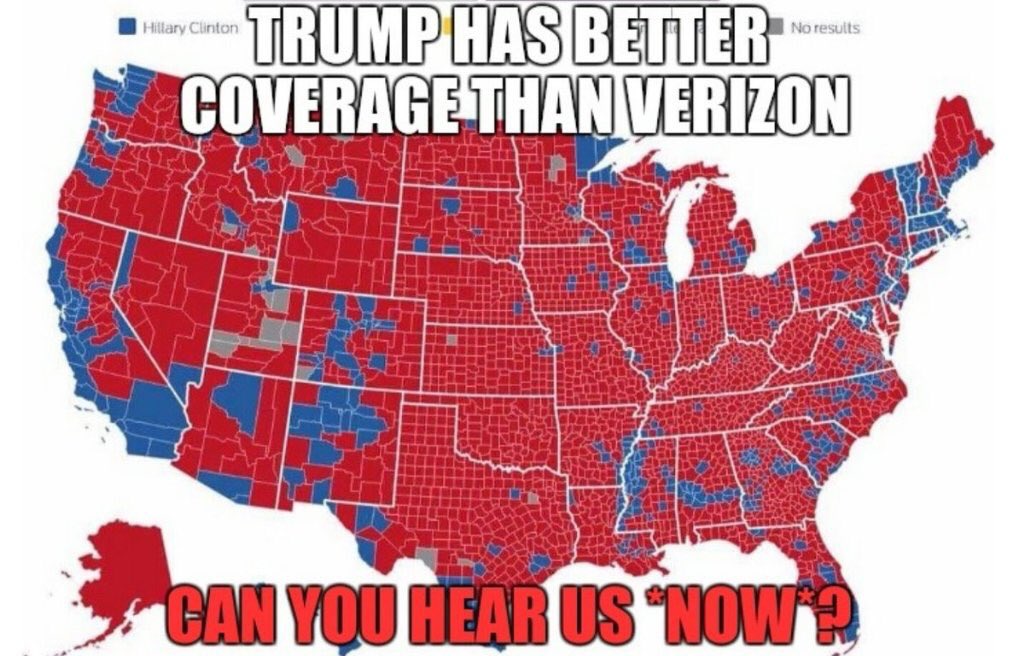 Hillary Clinton No results
TRUMP HAS BETTER
COVERAGE THAN VERIZON
CAN YOU HEAR US *NOW*?